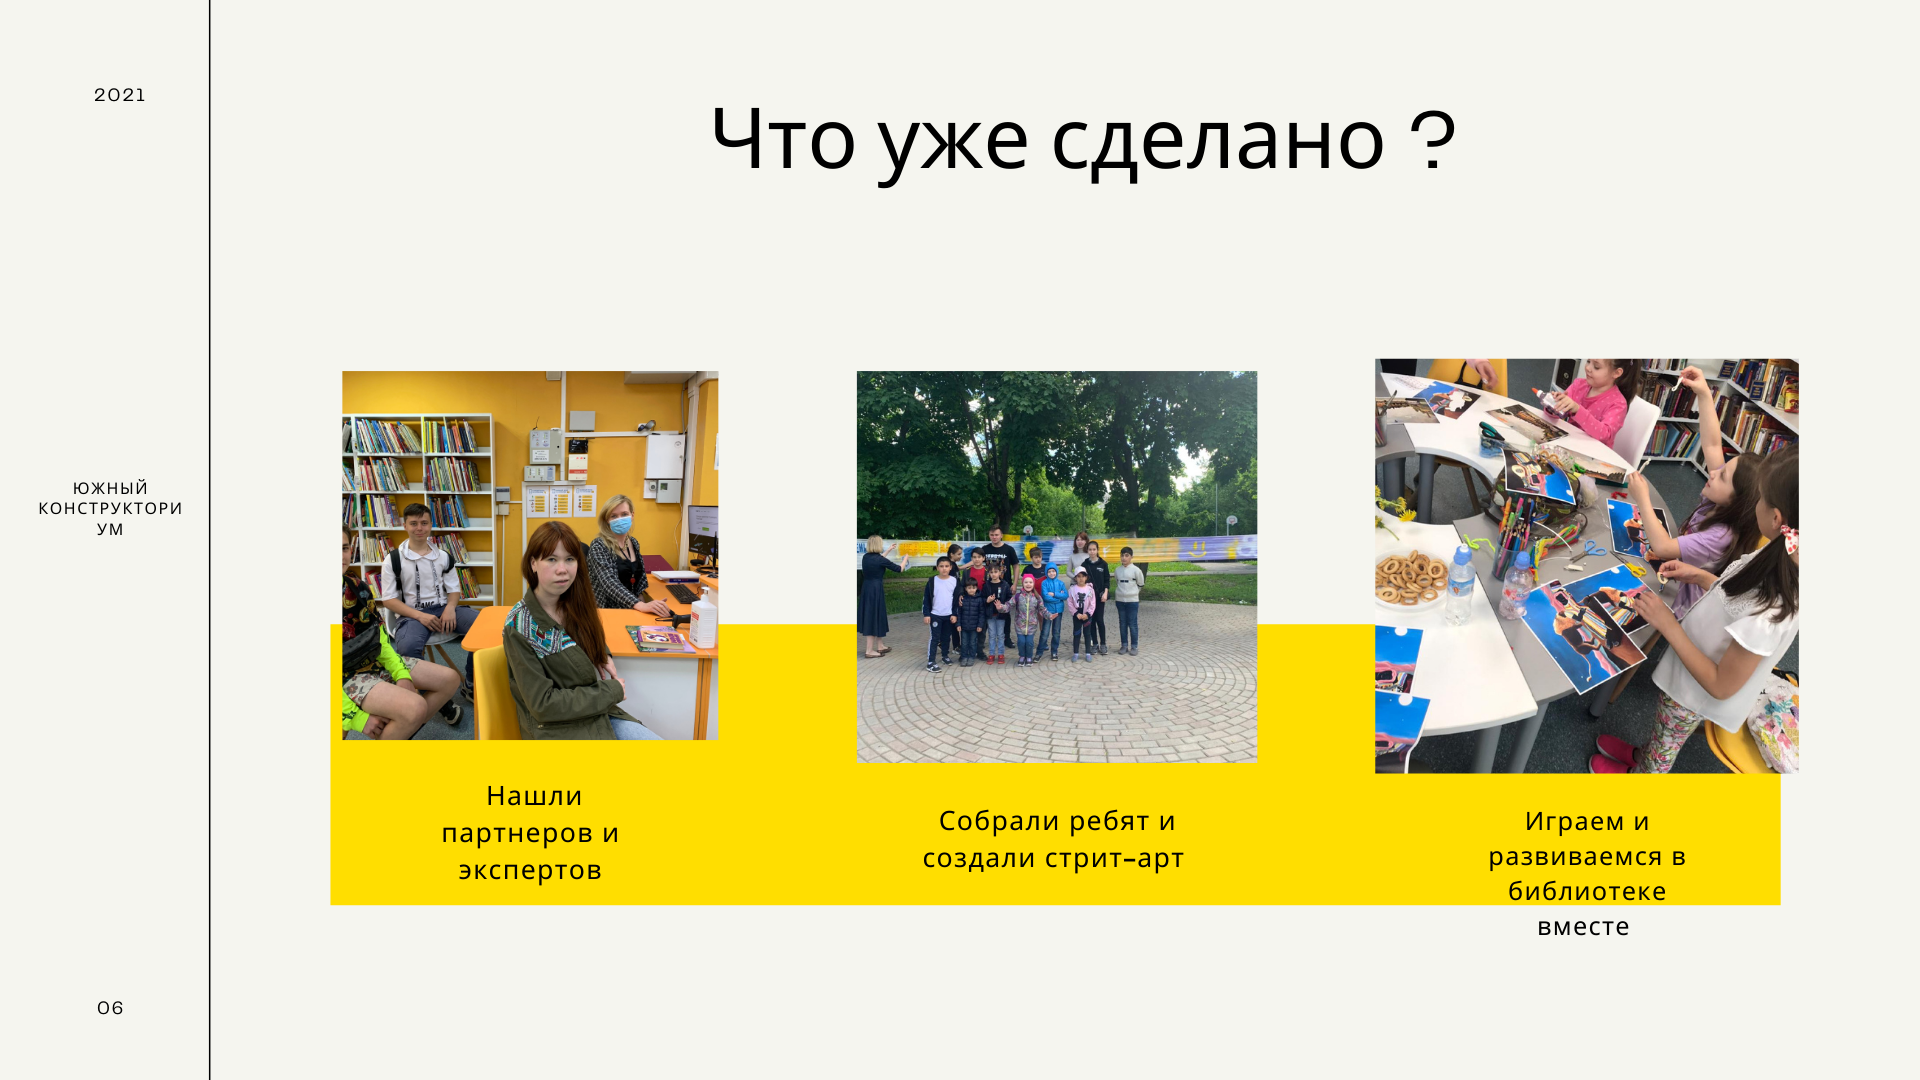 2021
Что уже сделано ?
ЮЖНЫЙ
КОНСТРУКТОРИ
УМ
Нашли
партнеров и
экспертов
Собрали ребят и
создали стрит-арт
Играем и
развиваемся в
библиотеке
вместе
06